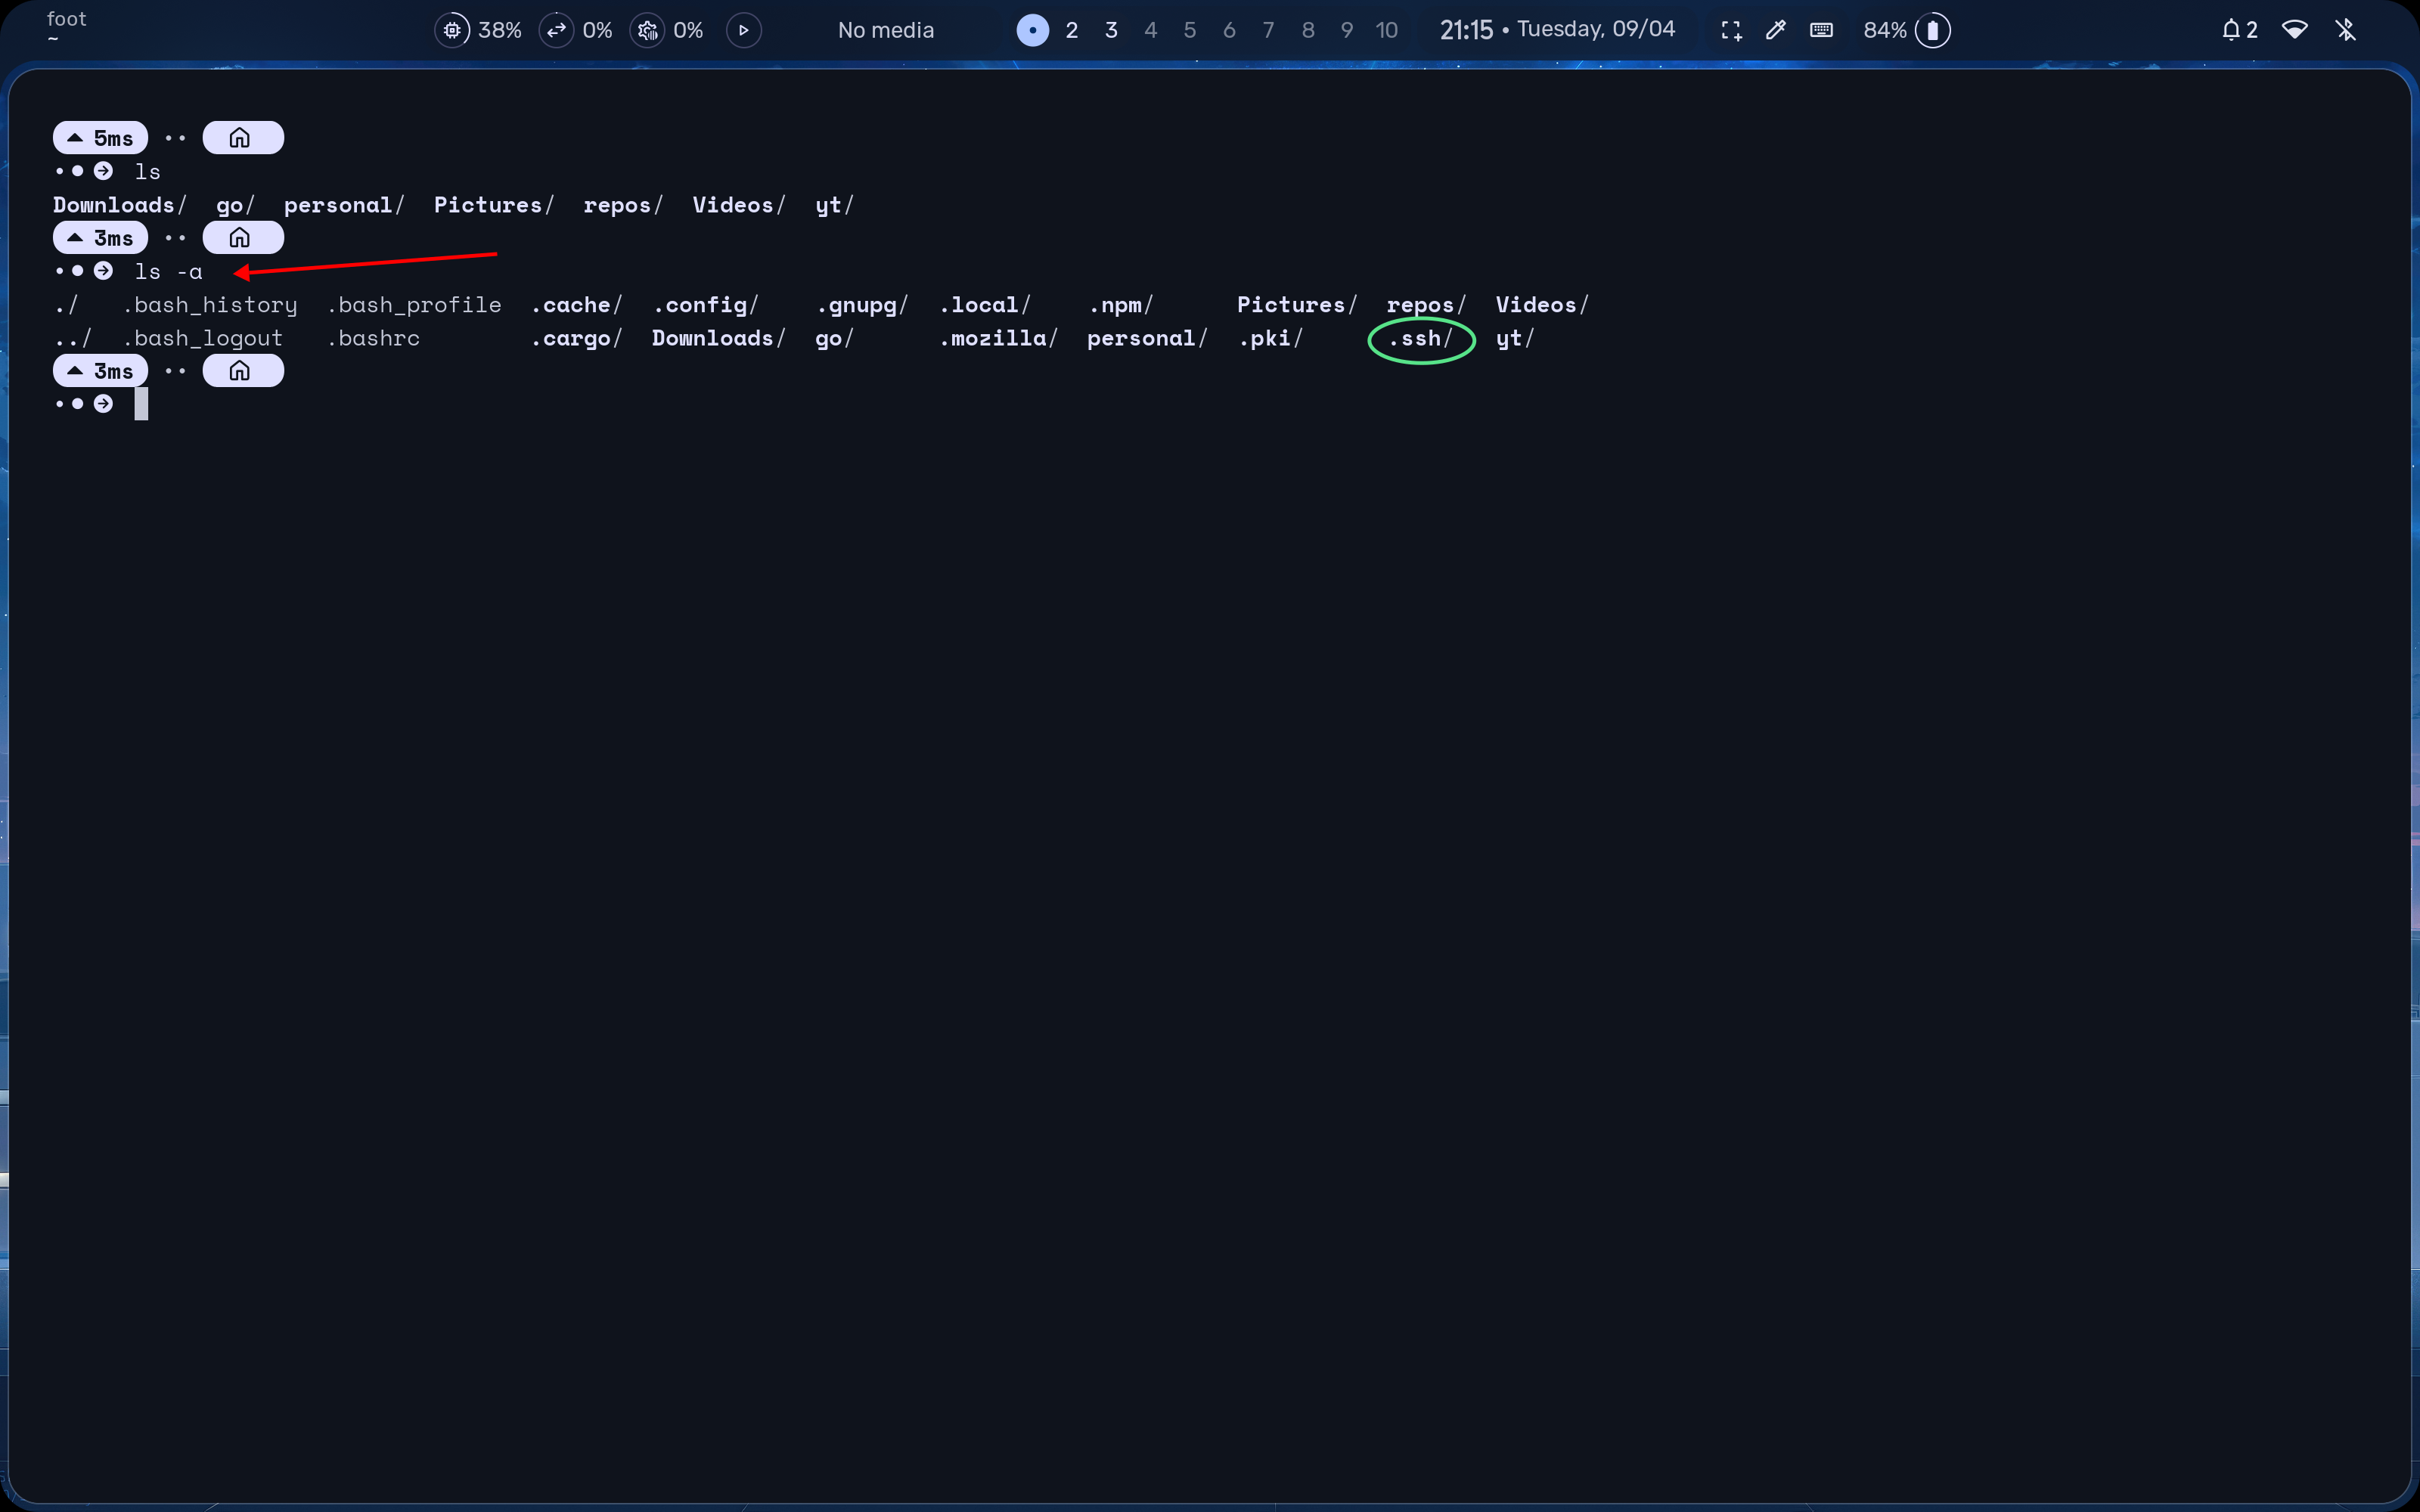 foot
~
38% 0% 0% No media 2 3 4 5 6 7 8 9 10 21:15 • Tuesday, 09/04 84% 2
5ms ··
ls
Downloads/ go/ personal/ Pictures/ repos/ Videos/ yt/
3ms ··
ls -a
./ .bash_history .bash_profile .cache/ .config/ .gnupg/ .local/ .npm/ Pictures/ repos/ Videos/
../ .bash_logout .bashrc .cargo/ Downloads/ go/ .mozilla/ personal/ .pki/ .ssh/ yt/
3ms ··